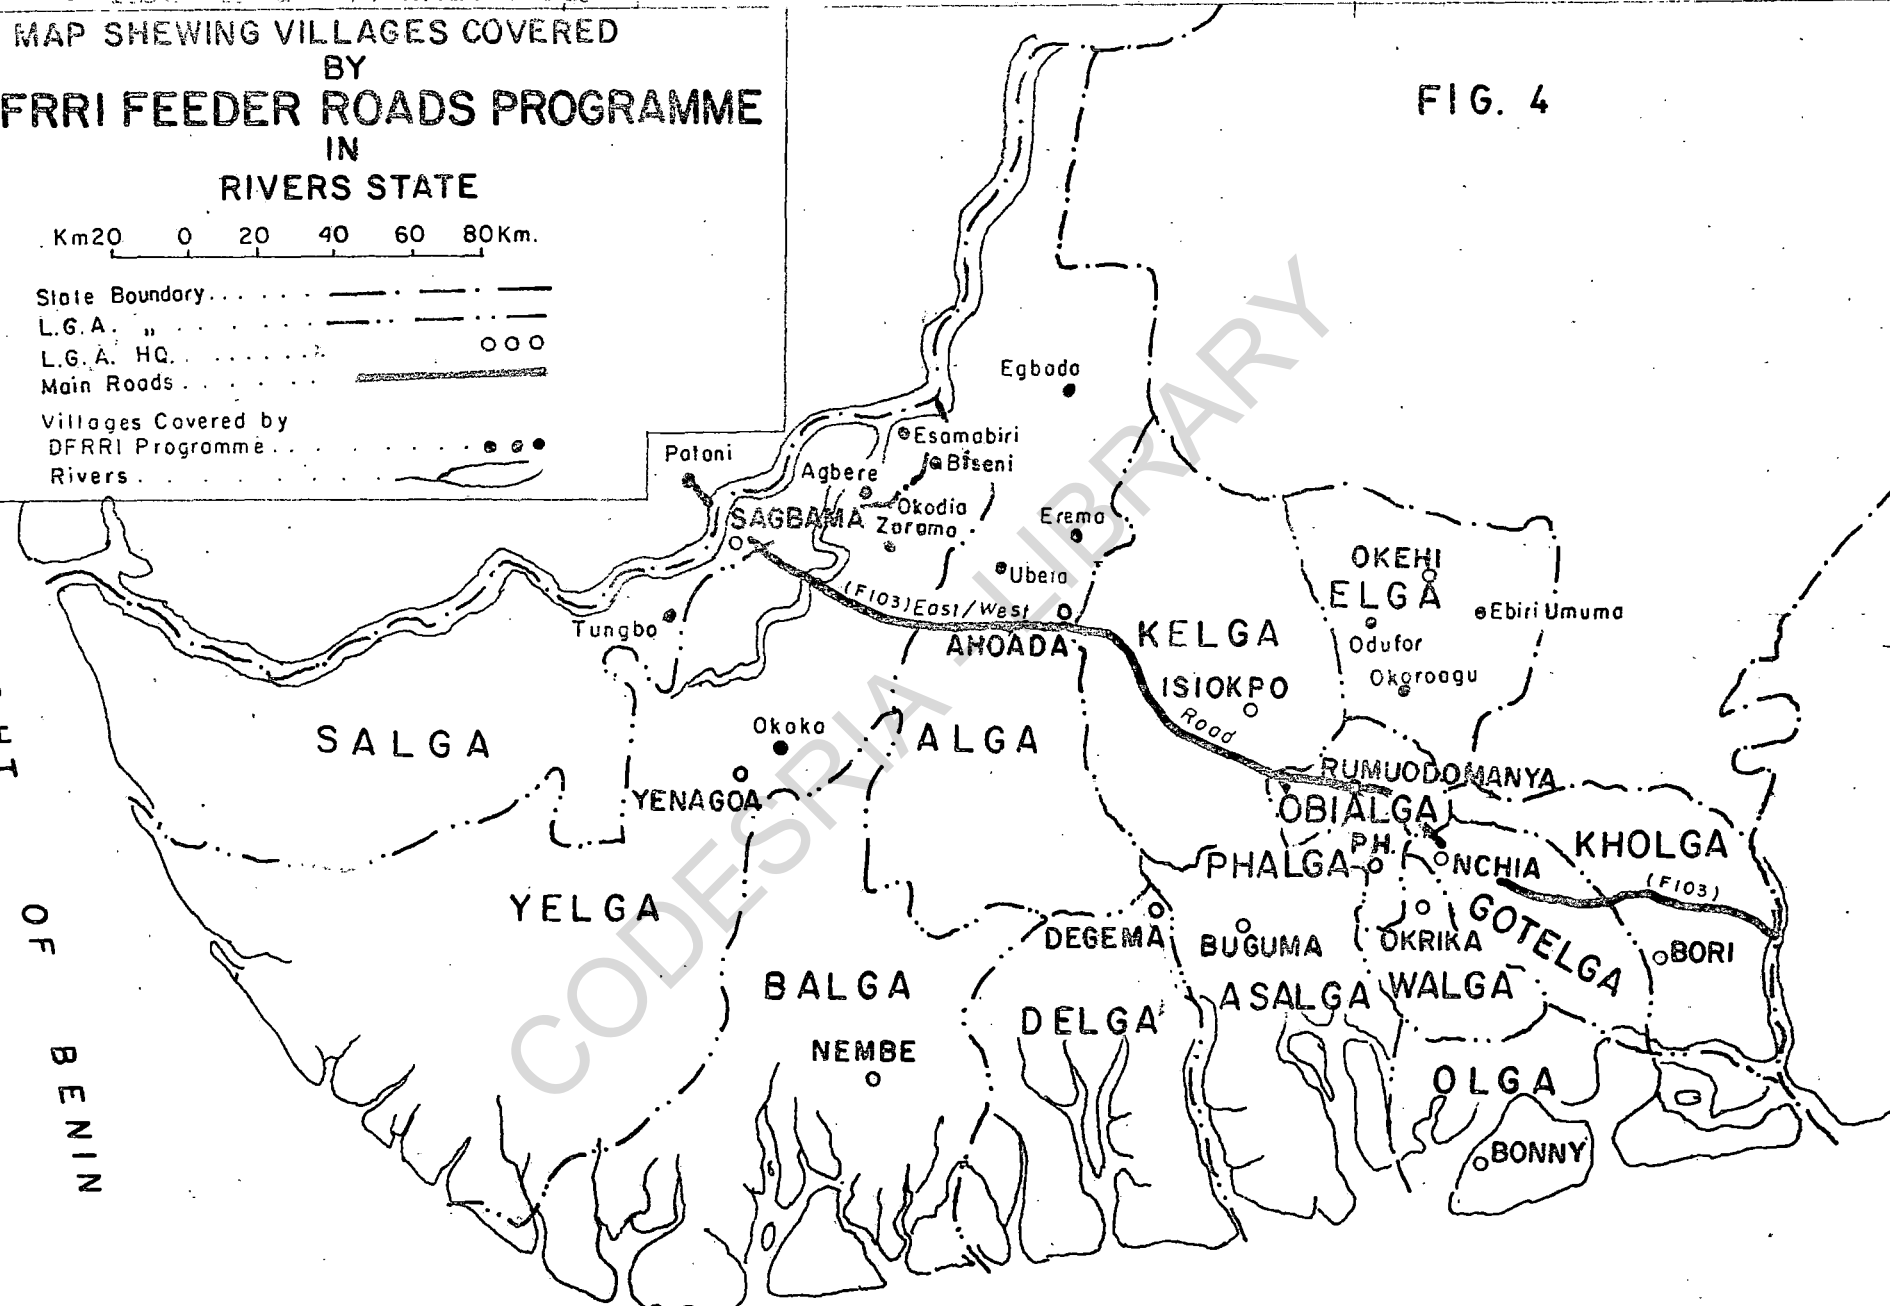 MAP SHEWING VILLAGES COVERED
BY
FRRI FEEDER ROADS PROGRAMME
IN
RIVERS STATE
Km20 0 20 40 60 80Km.
State Boundary
L.G.A. "
L.G.A. HQ.
Main Roads
Villages Covered by
DFRRI Programme
Rivers
FIG. 4
Egbada
Esamabiri
Biseni
Patani
Agbere
Okodia
Zarama
SAGBAMA
Erema
Ubeta
Tungbo
(F103) East/West
AHOADA
KELGA
ISIOKPO
Road
OKEHI
ELGA
Ebiri Umuma
Odufor
Okoroagu
SALGA
Okaka
ALGA
YENAGOA
RUMUODOMANYA
OBIALGA
KHOLGA
P.H.
PHALGA
NCHIA
(F103)
YELGA
GOTELGA
DEGEMA
BUGUMA
OKRIKA
BORI
BALGA
DELGA
ASALGA
WALGA
NEMBE
OLGA
BONNY
OF
BENIN
CODESRIA - LIBRARY